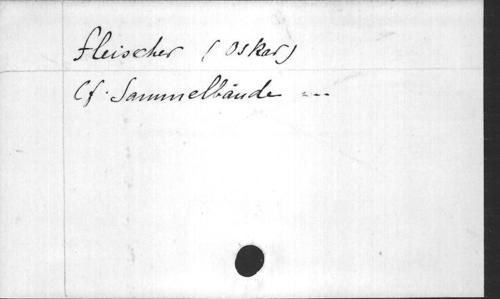 Fleischer (Oskar)
Cf. Sammelbände ...